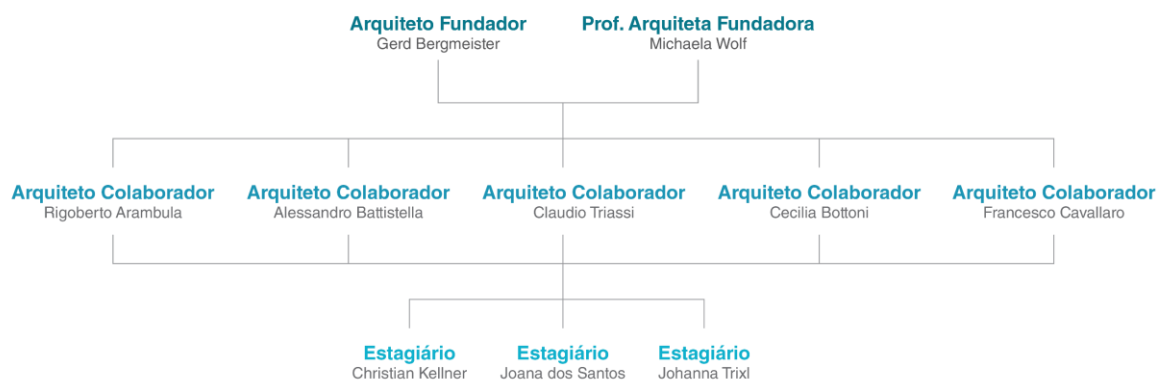 Arquiteto Fundador
Gerd Bergmeister
Prof. Arquiteta Fundadora
Michaela Wolf
Arquiteto Colaborador
Rigoberto Arambula
Arquiteto Colaborador
Alessandro Battistella
Arquiteto Colaborador
Claudio Triassi
Arquiteto Colaborador
Cecilia Bottoni
Arquiteto Colaborador
Francesco Cavallaro
Estagiário
Christian Kellner
Estagiário
Joana dos Santos
Estagiário
Johanna Trixl